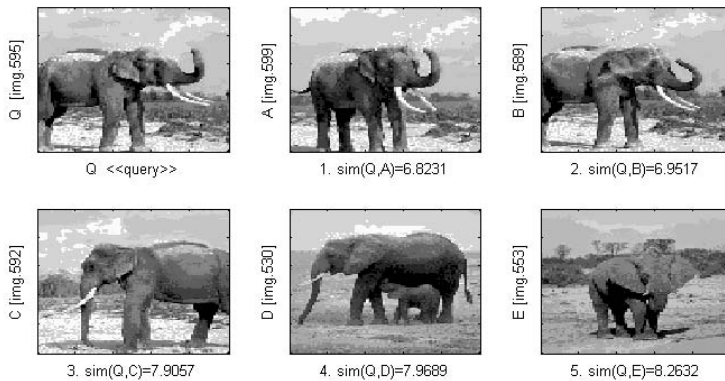 Q [img.595]
Q <<query>>
A [img.599]
1. sim(Q,A)=6.8231
B [img.589]
2. sim(Q,B)=6.9517
C [img.592]
3. sim(Q,C)=7.9057
D [img.530]
4. sim(Q,D)=7.9689
E [img.553]
5. sim(Q,E)=8.2632